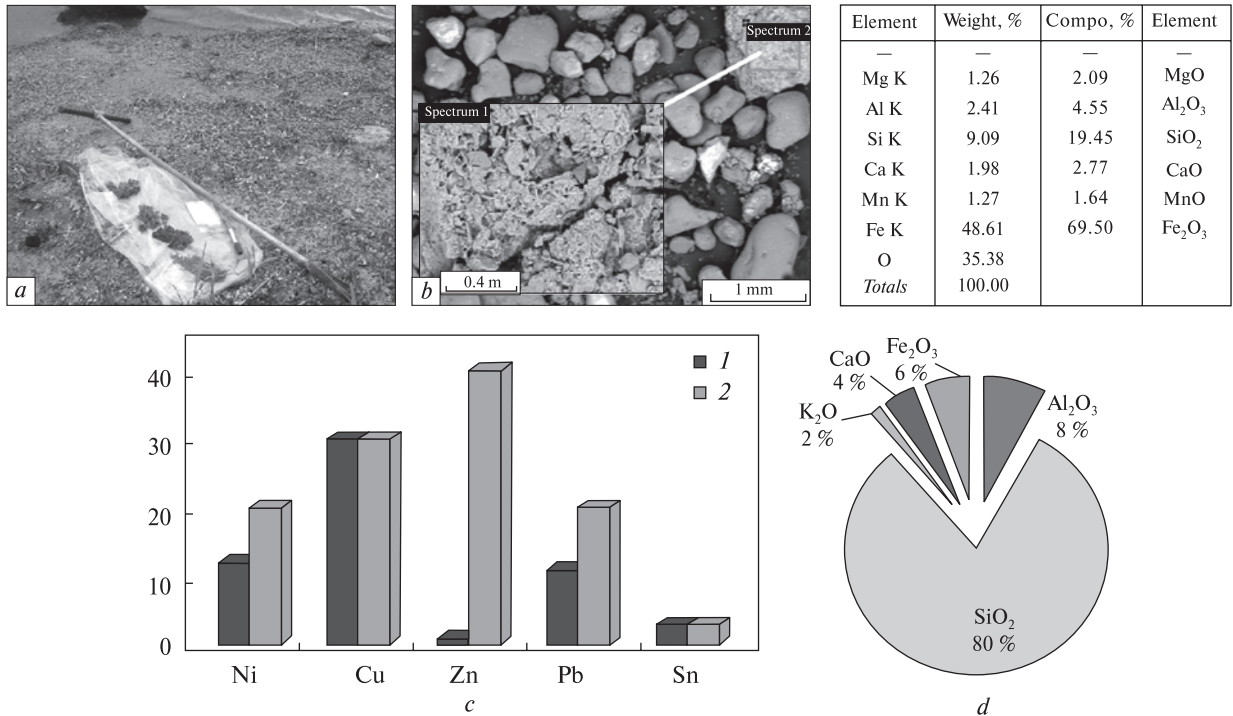 a
Spectrum 2
Spectrum 1
0.4 m
b
1 mm
Element Weight, % Compo, % Element
— — — —
Mg K 1.26 2.09 MgO
Al K 2.41 4.55 Al₂O₃
Si K 9.09 19.45 SiO₂
Ca K 1.98 2.77 CaO
Mn K 1.27 1.64 MnO
Fe K 48.61 69.50 Fe₂O₃
O 35.38
Totals 100.00
40
30
20
10
0
1
2
Ni Cu Zn Pb Sn
c
Fe₂O₃
6 %
CaO
4 %
K₂O
2 %
Al₂O₃
8 %
SiO₂
80 %
d